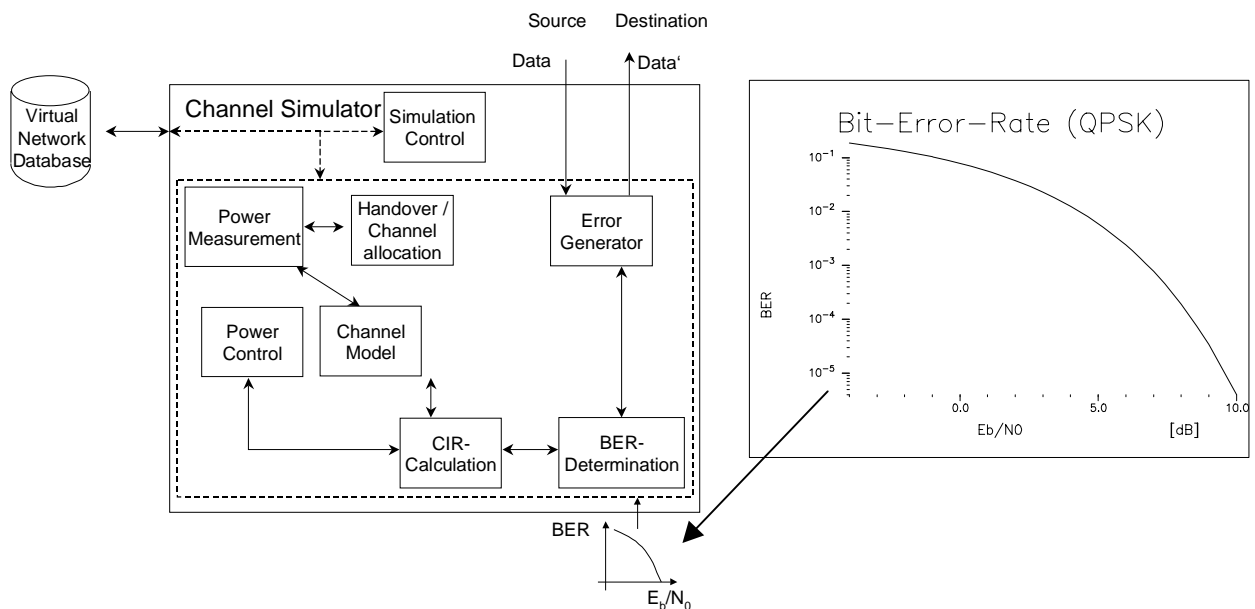 Source
Destination
Data
Data‘
Virtual
Network
Database
Channel Simulator
Simulation
Control
Power
Measurement
Handover /
Channel
allocation
Error
Generator
Power
Control
Channel
Model
CIR-
Calculation
BER-
Determination
BER
E_b/N_0
Bit-Error-Rate (QPSK)
10^-1
10^-2
10^-3
10^-4
10^-5
BER
0.0
5.0
10.0
Eb/N0
[dB]